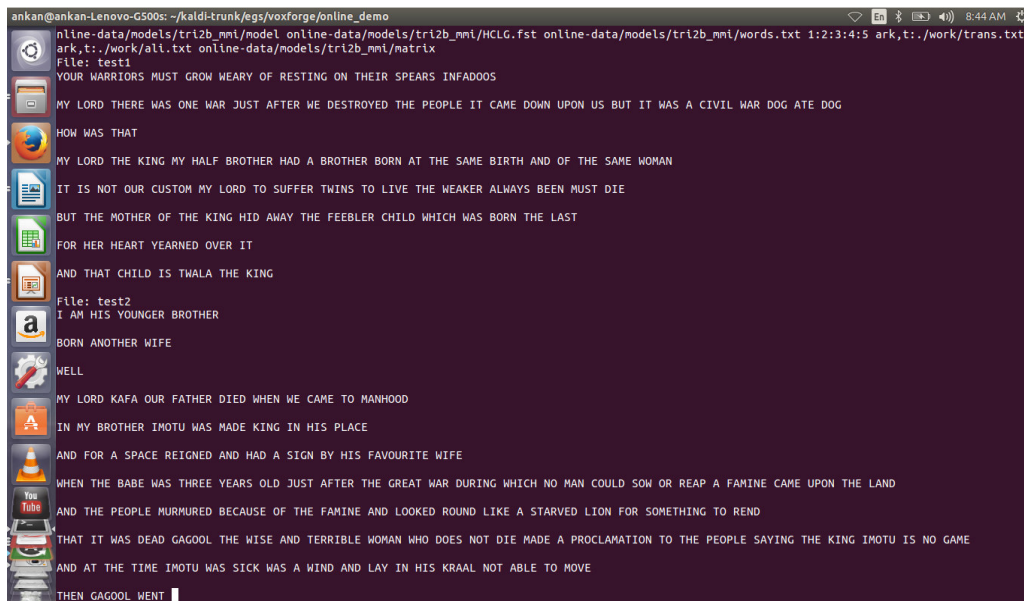 ankan@ankan-Lenovo-G500s: ~/kaldi-trunk/egs/voxforge/online_demo
En
8:44 AM
nline-data/models/tri2b_mmi/model online-data/models/tri2b_mmi/HCLG.fst online-data/models/tri2b_mmi/words.txt 1:2:3:4:5 ark,t:./work/trans.txt
ark,t:./work/ali.txt online-data/models/tri2b_mmi/matrix
File: test1
YOUR WARRIORS MUST GROW WEARY OF RESTING ON THEIR SPEARS INFADOOS
MY LORD THERE WAS ONE WAR JUST AFTER WE DESTROYED THE PEOPLE IT CAME DOWN UPON US BUT IT WAS A CIVIL WAR DOG ATE DOG
HOW WAS THAT
MY LORD THE KING MY HALF BROTHER HAD A BROTHER BORN AT THE SAME BIRTH AND OF THE SAME WOMAN
IT IS NOT OUR CUSTOM MY LORD TO SUFFER TWINS TO LIVE THE WEAKER ALWAYS BEEN MUST DIE
BUT THE MOTHER OF THE KING HID AWAY THE FEEBLER CHILD WHICH WAS BORN THE LAST
FOR HER HEART YEARNED OVER IT
AND THAT CHILD IS TWALA THE KING
File: test2
I AM HIS YOUNGER BROTHER
BORN ANOTHER WIFE
WELL
MY LORD KAFA OUR FATHER DIED WHEN WE CAME TO MANHOOD
IN MY BROTHER IMOTU WAS MADE KING IN HIS PLACE
AND FOR A SPACE REIGNED AND HAD A SIGN BY HIS FAVOURITE WIFE
WHEN THE BABE WAS THREE YEARS OLD JUST AFTER THE GREAT WAR DURING WHICH NO MAN COULD SOW OR REAP A FAMINE CAME UPON THE LAND
AND THE PEOPLE MURMURED BECAUSE OF THE FAMINE AND LOOKED ROUND LIKE A STARVED LION FOR SOMETHING TO REND
THAT IT WAS DEAD GAGOOL THE WISE AND TERRIBLE WOMAN WHO DOES NOT DIE MADE A PROCLAMATION TO THE PEOPLE SAYING THE KING IMOTU IS NO GAME
AND AT THE TIME IMOTU WAS SICK WAS A WIND AND LAY IN HIS KRAAL NOT ABLE TO MOVE
THEN GAGOOL WENT
a
A
You
Tube